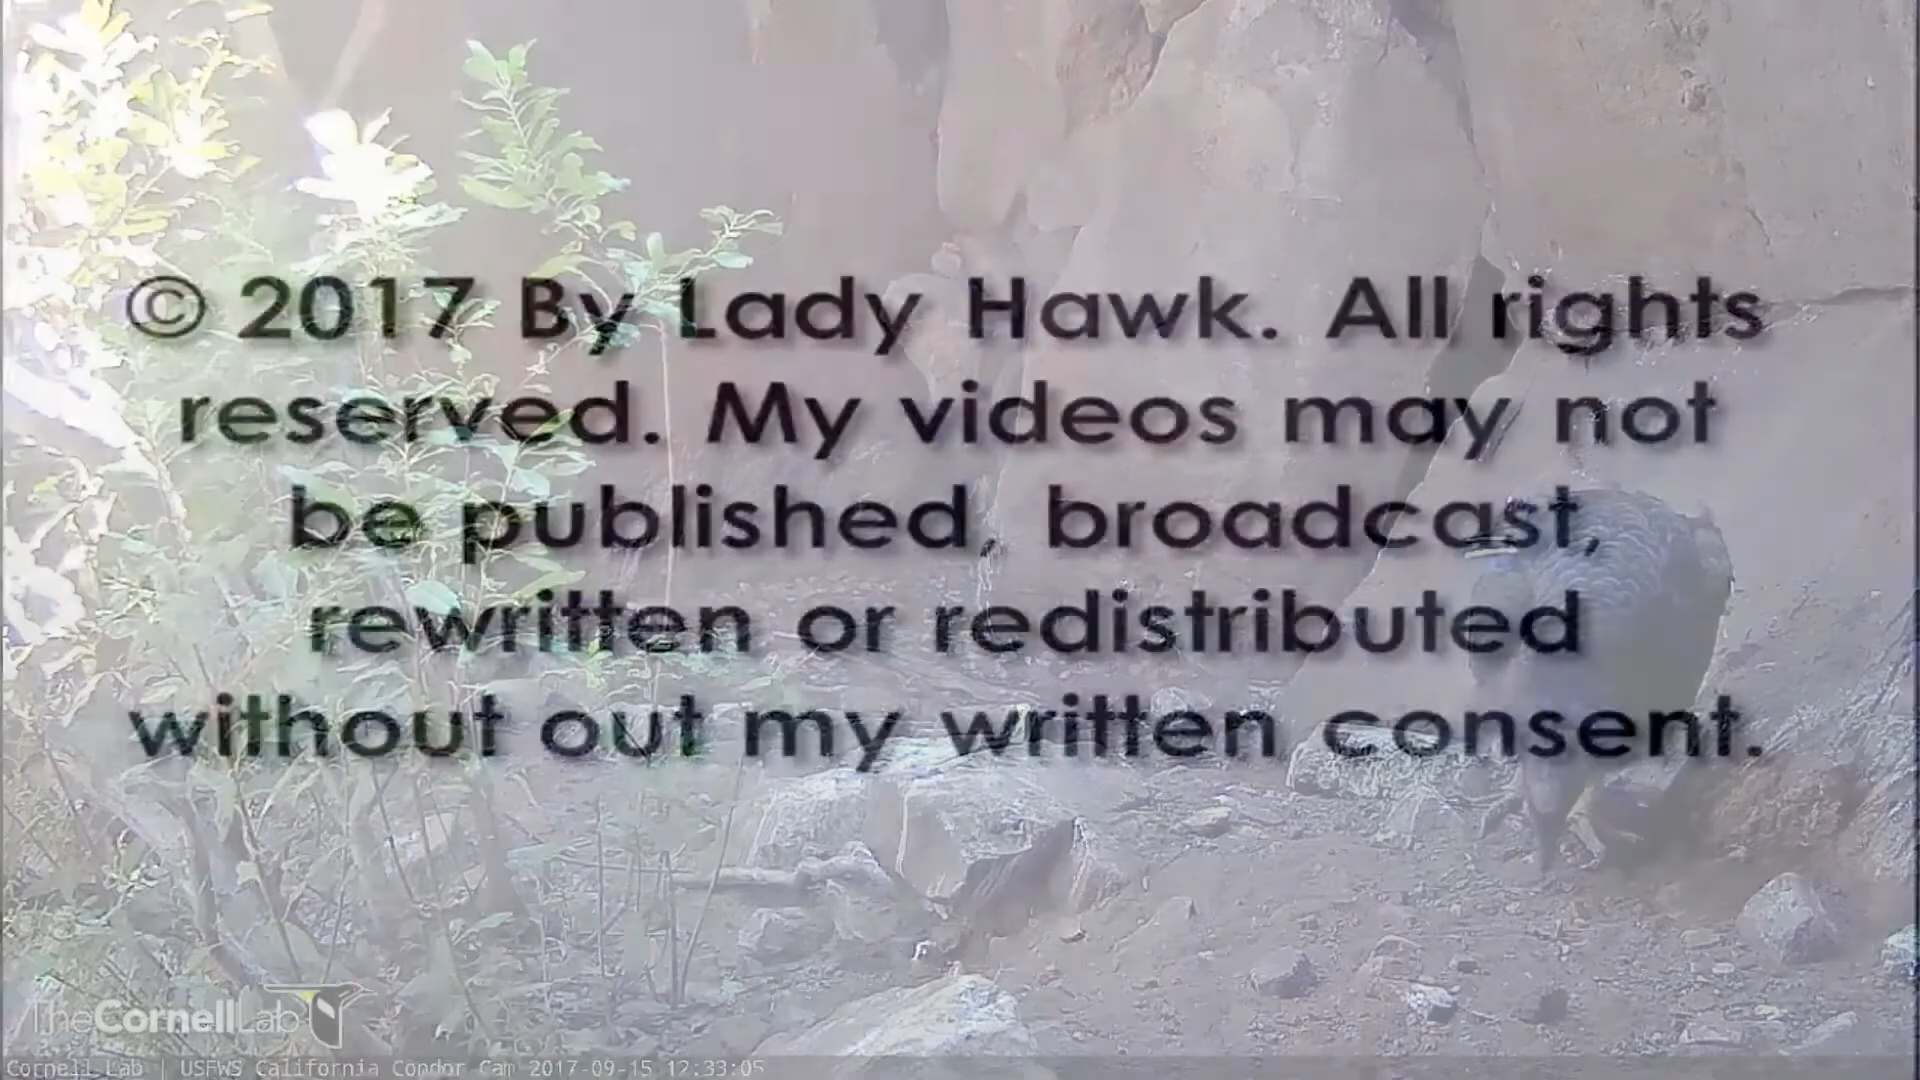 © 2017 By Lady Hawk. All rights
reserved. My videos may not
be published, broadcast,
rewritten or redistributed
without out my written consent.
TheCornellLab
Cornell Lab | USFWS California Condor Cam 2017-09-15 12:33:05